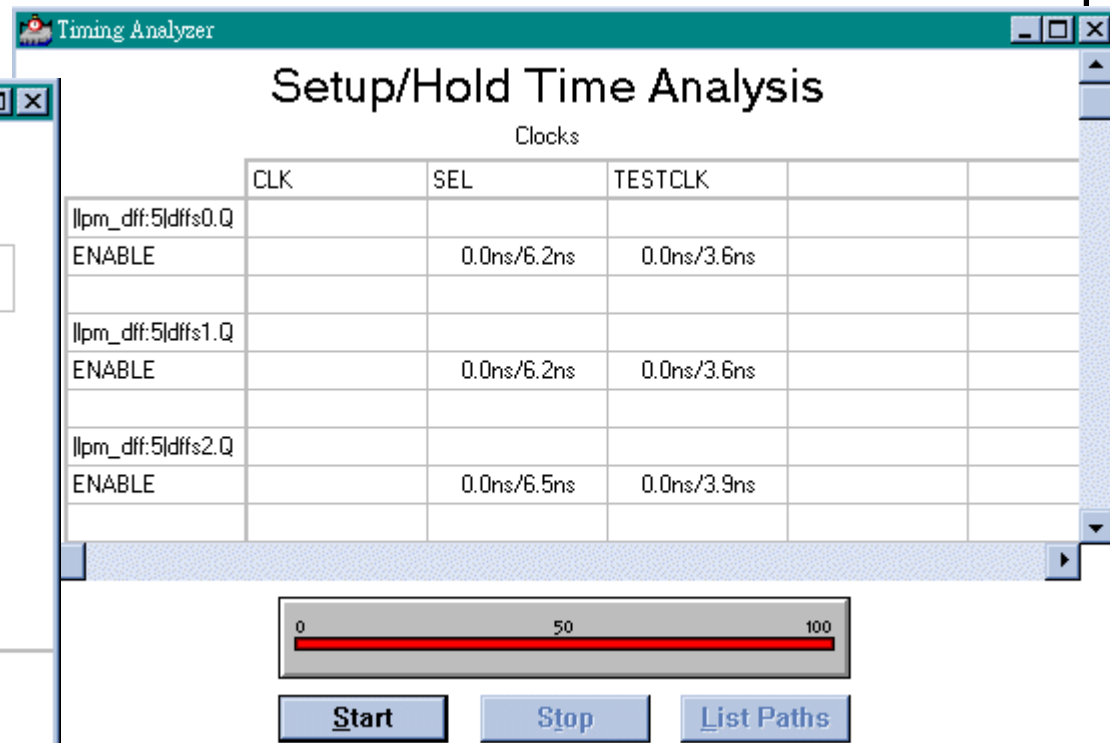 Timing Analyzer
Setup/Hold Time Analysis
Clocks
CLK SEL TESTCLK
|lpm_dff:5|dffs0.Q
ENABLE 0.0ns/6.2ns 0.0ns/3.6ns
|lpm_dff:5|dffs1.Q
ENABLE 0.0ns/6.2ns 0.0ns/3.6ns
|lpm_dff:5|dffs2.Q
ENABLE 0.0ns/6.5ns 0.0ns/3.9ns
0 50 100
Start Stop List Paths